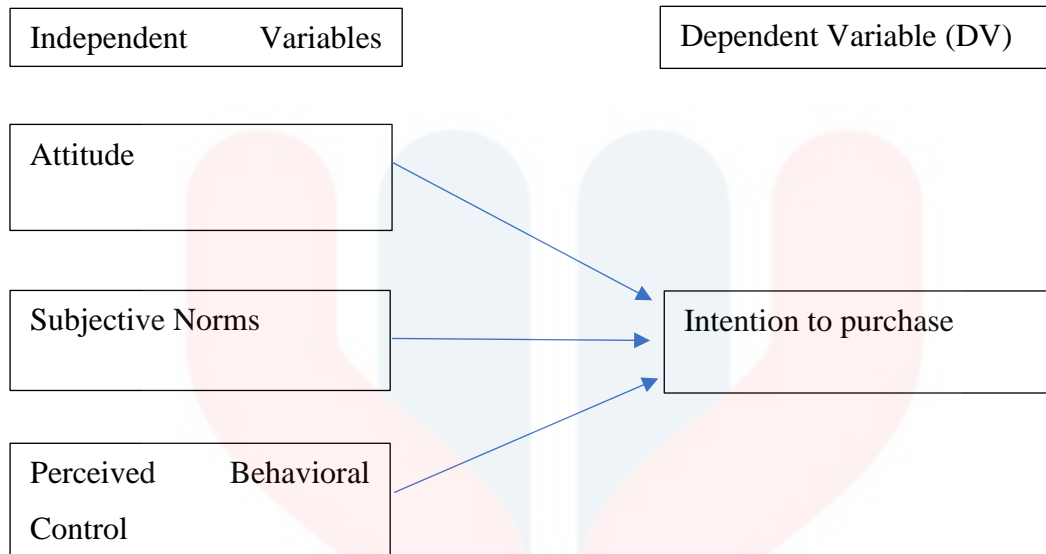 Independent Variables
Dependent Variable (DV)
Attitude
Subjective Norms
Intention to purchase
Perceived Behavioral
Control